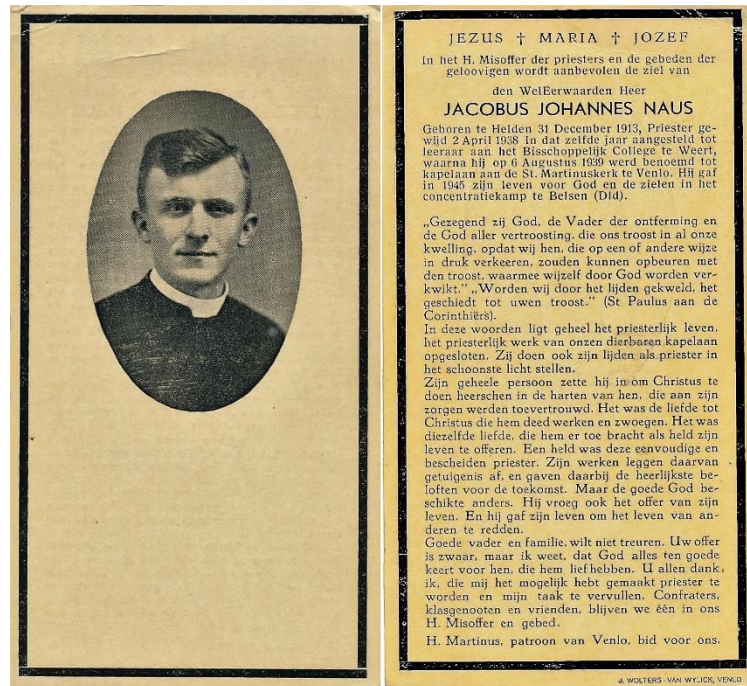 JEZUS † MARIA † JOZEF
In het H. Misoffer der priesters en de gebeden der
geloovigen wordt aanbevolen de ziel van
den WelEerwaarden Heer
JACOBUS JOHANNES NAUS
Geboren te Helden 31 December 1913, Priester ge-
wijd 2 April 1938 In dat zelfde jaar aangesteld tot
leeraar aan het Bisschoppelijk College te Weert,
waarna hij op 6 Augustus 1939 werd benoemd tot
kapelaan aan de St. Martinuskerk te Venlo. Hij gaf
in 1945 zijn leven voor God en de zielen in het
concentratiekamp te Belsen (Dld).
„Gezegend zij God, de Vader der ontferming en
de God aller vertroosting, die ons troost in al onze
kwelling, opdat wij hen, die op een of andere wijze
in druk verkeeren, zouden kunnen opbeuren met
den troost, waarmee wijzelf door God worden ver-
kwikt." „Worden wij door het lijden gekweld, het
geschiedt tot uwen troost." (St Paulus aan de
Corinthiërs).
In deze woorden ligt geheel het priesterlijk leven,
het priesterlijk werk van onzen dierbaren kapelaan
opgesloten. Zij doen ook zijn lijden als priester in
het schoonste licht stellen.
Zijn geheele persoon zette hij in om Christus te
doen heerschen in de harten van hen, die aan zijn
zorgen werden toevertrouwd. Het was de liefde tot
Christus die hem deed werken en zwoegen. Het was
diezelfde liefde, die hem er toe bracht als held zijn
leven te offeren. Een held was deze eenvoudige en
bescheiden priester. Zijn werken leggen daarvan
getuigenis af, en gaven daarbij de heerlijkste be-
loften voor de toekomst. Maar de goede God be-
schikte anders. Hij vroeg ook het offer van zijn
leven. En hij gaf zijn leven om het leven van an-
deren te redden.
Goede vader en familie, wilt niet treuren. Uw offer
is zwaar, maar ik weet, dat God alles ten goede
keert voor hen, die hem lief hebben. U allen dank
ik, die mij het mogelijk hebt gemaakt priester te
worden en mijn taak te vervullen. Confraters,
klasgenooten en vrienden, blijven we één in ons
H. Misoffer en gebed.
H. Martinus, patroon van Venlo, bid voor ons.
J. WOLTERS-VAN WYLICK, VENLO